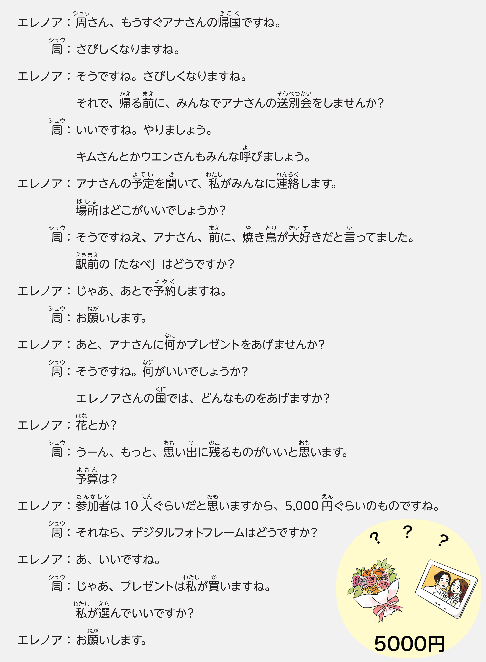 エレノア：周さん、もうすぐアナさんの帰国ですね。
周：さびしくなりますね。
エレノア：そうですね。さびしくなりますね。
それで、帰る前に、みんなでアナさんの送別会をしませんか？
周：いいですね。やりましょう。
キムさんとかウエンさんもみんな呼びましょう。
エレノア：アナさんの予定を聞いて、私がみんなに連絡します。
場所はどこがいいでしょうか？
周：そうですねえ、アナさん、前に、焼き鳥が大好きだと言ってました。
駅前の「たなべ」はどうですか？
エレノア：じゃあ、あとで予約しますね。
周：お願いします。
エレノア：あと、アナさんに何かプレゼントをあげませんか？
周：そうですね。何がいいでしょうか？
エレノアさんの国では、どんなものをあげますか？
エレノア：花とか？
周：うーん、もっと、思い出に残るものがいいと思います。
予算は？
エレノア：参加者は10人ぐらいだと思いますから、5,000円ぐらいのものですね。
周：それなら、デジタルフォトフレームはどうですか？
エレノア：あ、いいですね。
周：じゃあ、プレゼントは私が買いますね。
私が選んでいいですか？
エレノア：お願いします。
? ? ?
5000円